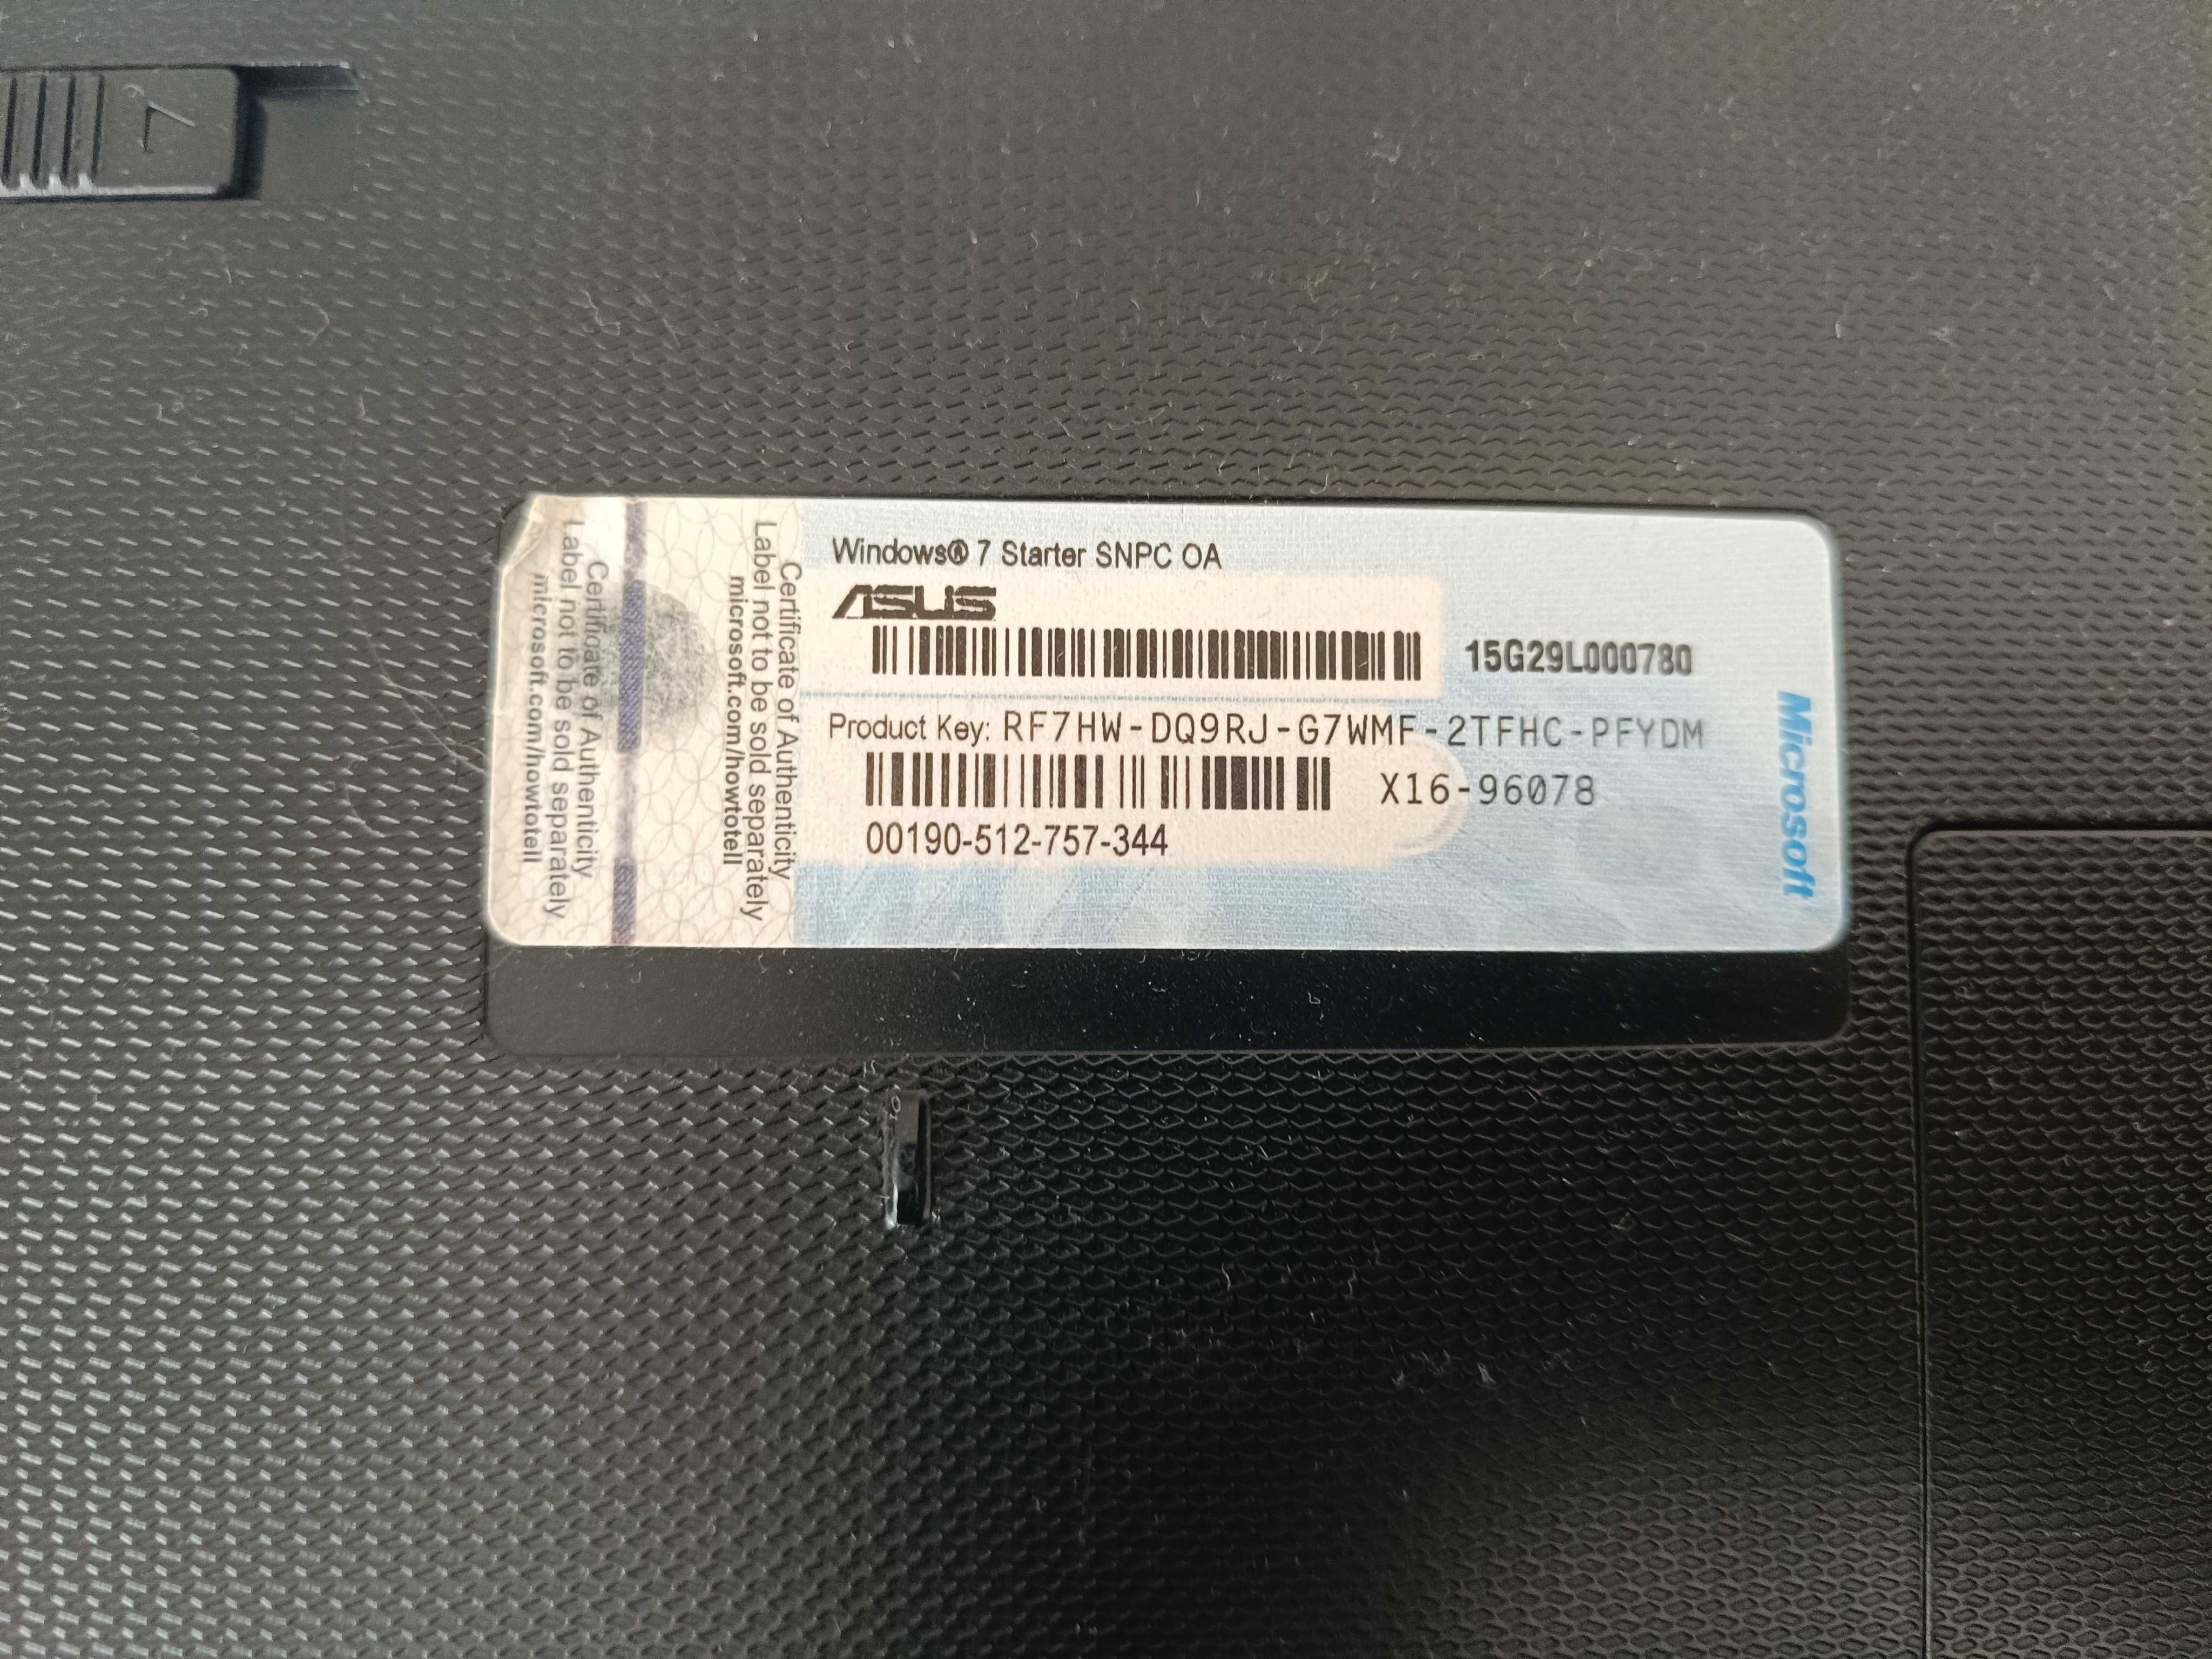 Windows® 7 Starter SNPC OA
ASUS
15G29L000780
Product Key: RF7HW-DQ9RJ-G7WMF-2TFHC-PFYDM
X16-96078
00190-512-757-344
Microsoft
Certificate of Authenticity
Label not to be sold separately
microsoft.com/howtotell
Certificate of Authenticity
Label not to be sold separately
microsoft.com/howtotell